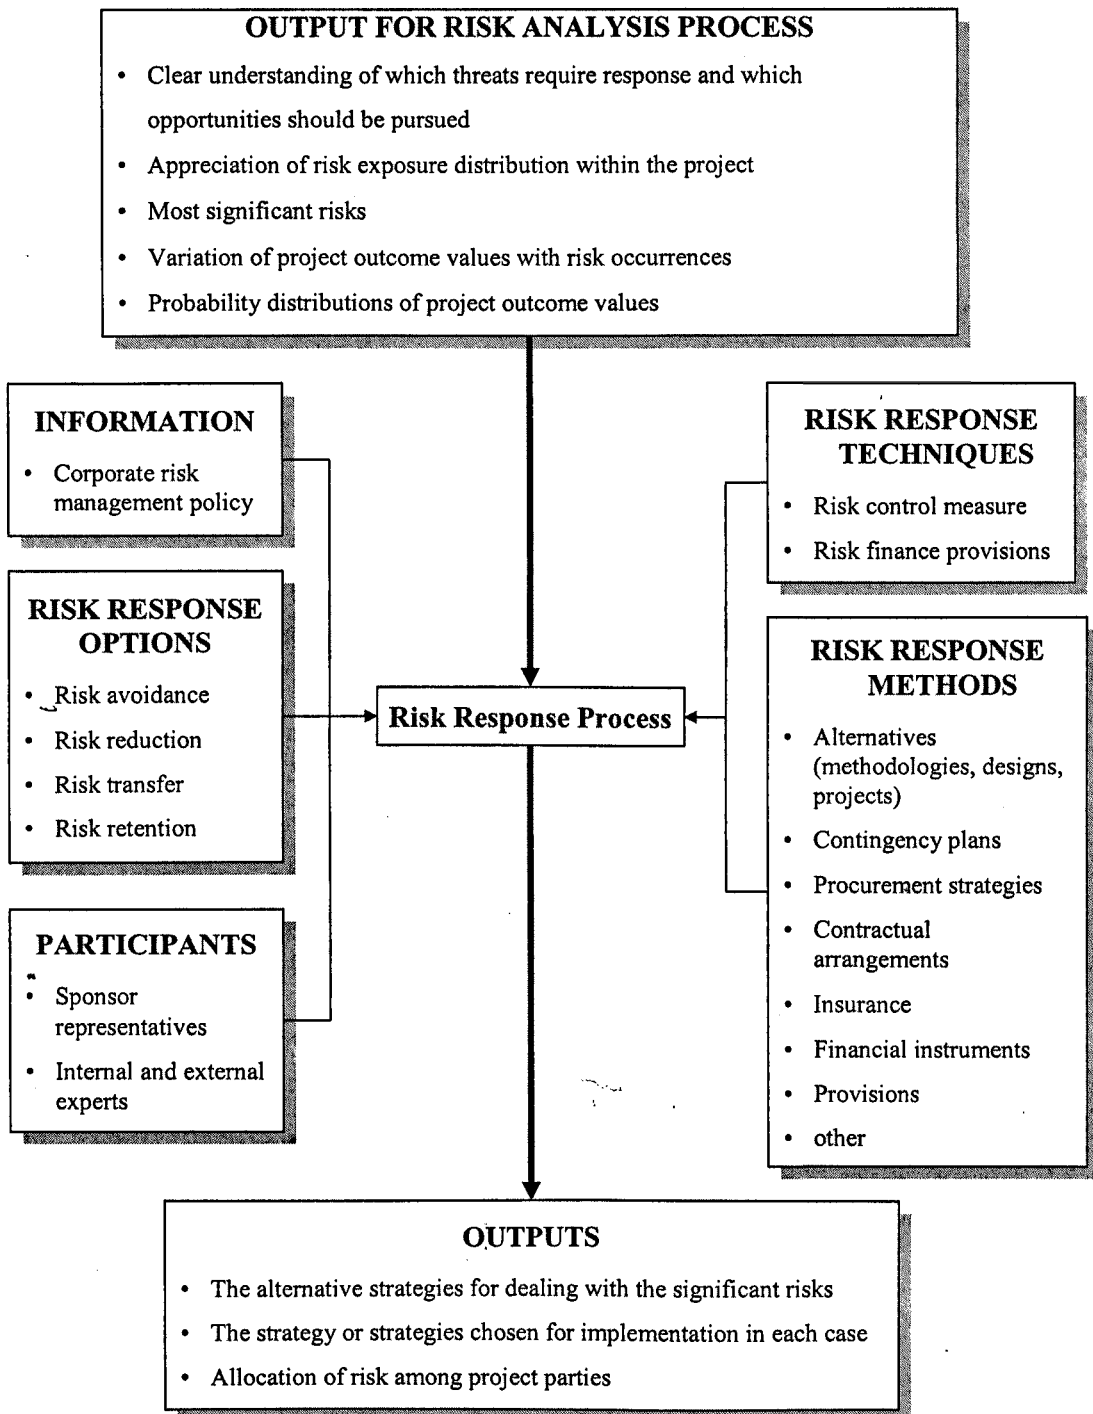 OUTPUT FOR RISK ANALYSIS PROCESS
• Clear understanding of which threats require response and which
opportunities should be pursued
• Appreciation of risk exposure distribution within the project
• Most significant risks
• Variation of project outcome values with risk occurrences
• Probability distributions of project outcome values
INFORMATION
• Corporate risk
management policy
RISK RESPONSE
OPTIONS
• Risk avoidance
• Risk reduction
• Risk transfer
• Risk retention
PARTICIPANTS
• Sponsor
representatives
• Internal and external
experts
Risk Response Process
RISK RESPONSE
TECHNIQUES
• Risk control measure
• Risk finance provisions
RISK RESPONSE
METHODS
• Alternatives
(methodologies, designs,
projects)
• Contingency plans
• Procurement strategies
• Contractual
arrangements
• Insurance
• Financial instruments
• Provisions
• other
OUTPUTS
• The alternative strategies for dealing with the significant risks
• The strategy or strategies chosen for implementation in each case
• Allocation of risk among project parties